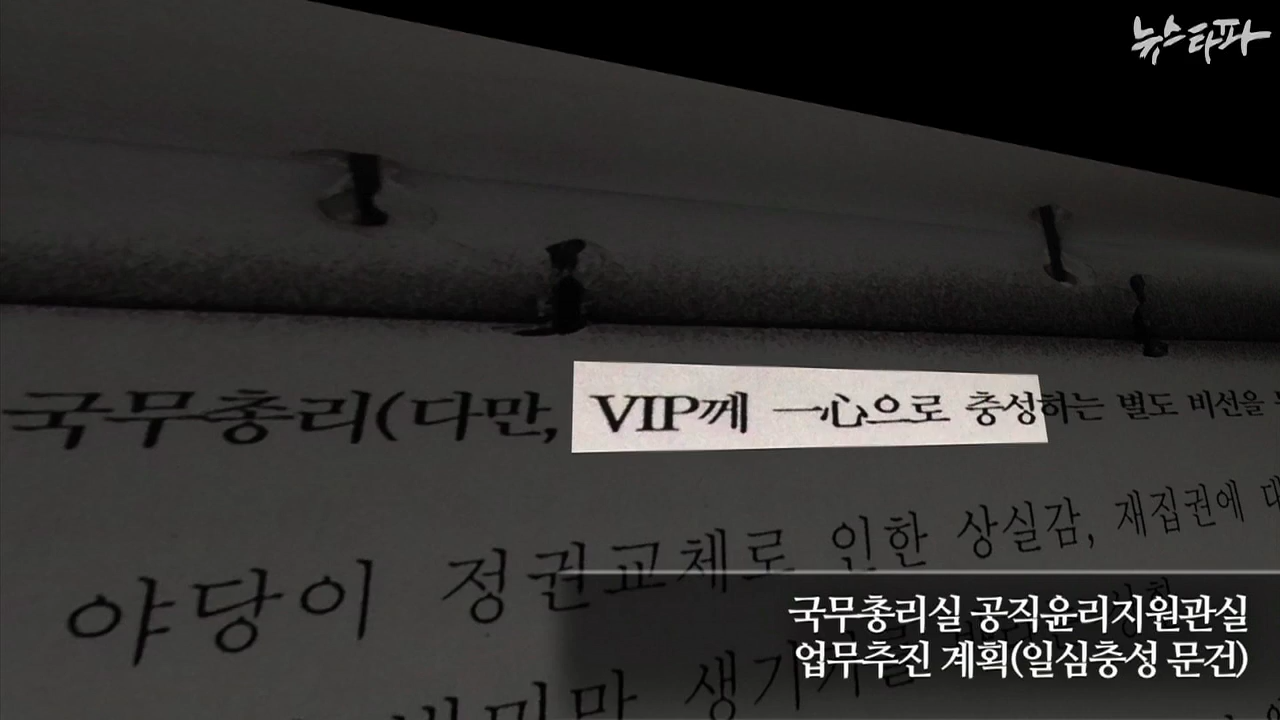 뉴스타파
국무총리(다만, VIP께 一心으로 충성하는 별도 비선을
야당이 정권교체로 인한 상실감, 재집권에
국무총리실 공직윤리지원관실
업무추진 계획(일심충성 문건)